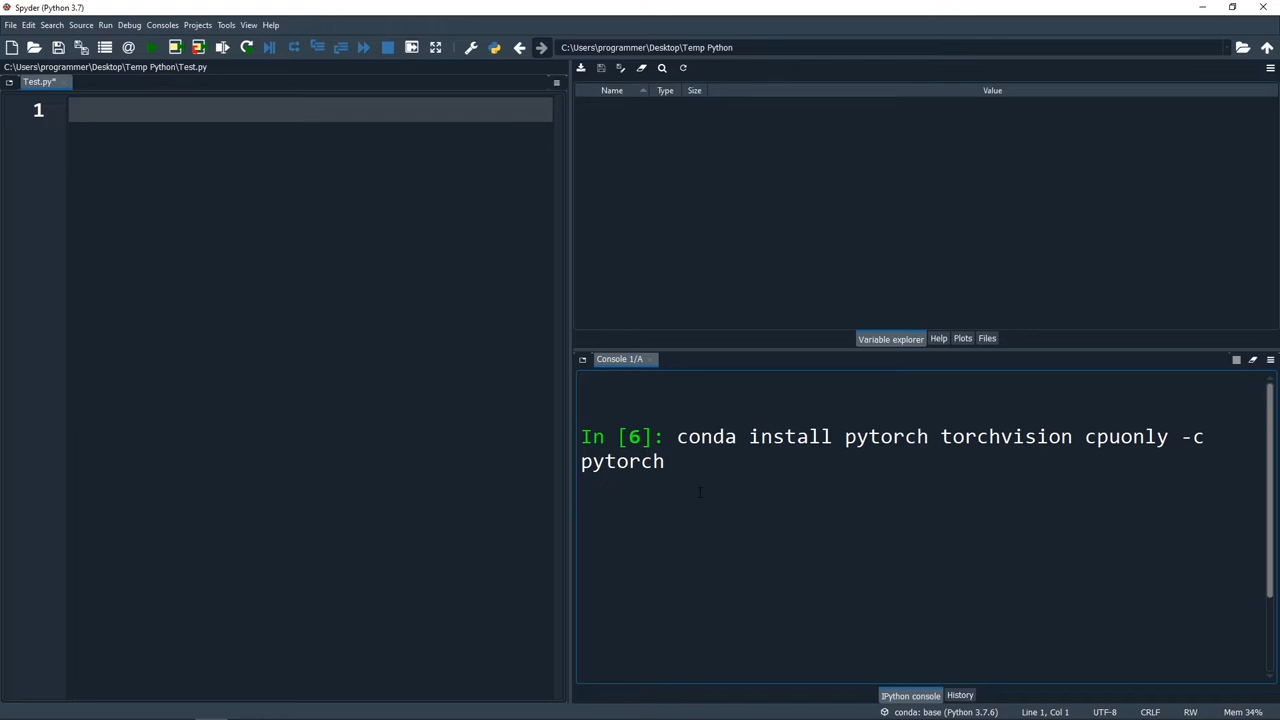 Spyder (Python 3.7)
File Edit Search Source Run Debug Consoles Projects Tools View Help
C:\Users\programmer\Desktop\Temp Python
C:\Users\programmer\Desktop\Temp Python\Test.py
Test.py*
1
Name Type Size Value
Variable explorer Help Plots Files
Console 1/A
In [6]: conda install pytorch torchvision cpuonly -c
pytorch
IPython console History
conda: base (Python 3.7.6) Line 1, Col 1 UTF-8 CRLF RW Mem 34%